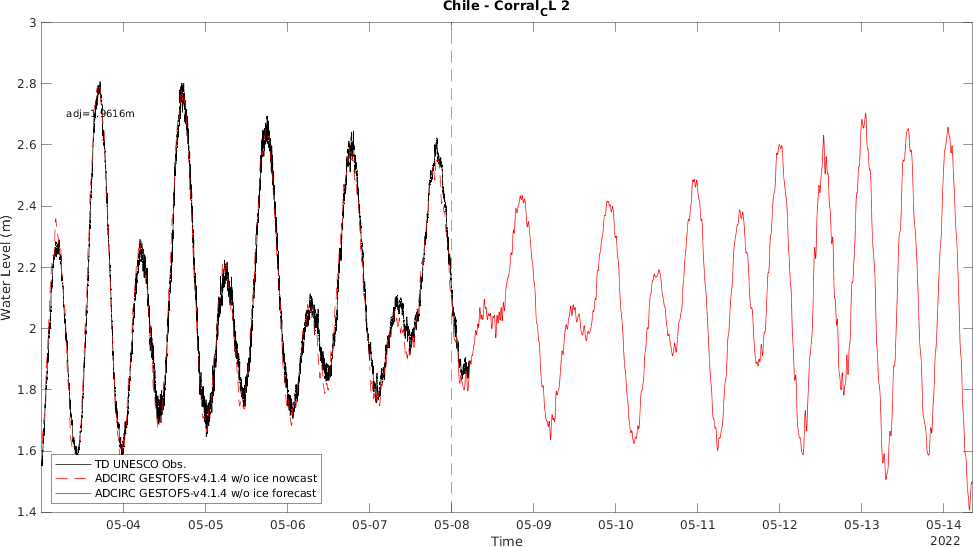 Chile - Corral_CL 2
3
2.8
2.6
2.4
2.2
2
1.8
1.6
1.4
Water Level (m)
adj=1.9616m
TD UNESCO Obs.
ADCIRC GESTOFS-v4.1.4 w/o ice nowcast
ADCIRC GESTOFS-v4.1.4 w/o ice forecast
05-04 05-05 05-06 05-07 05-08 05-09 05-10 05-11 05-12 05-13 05-14
Time
2022